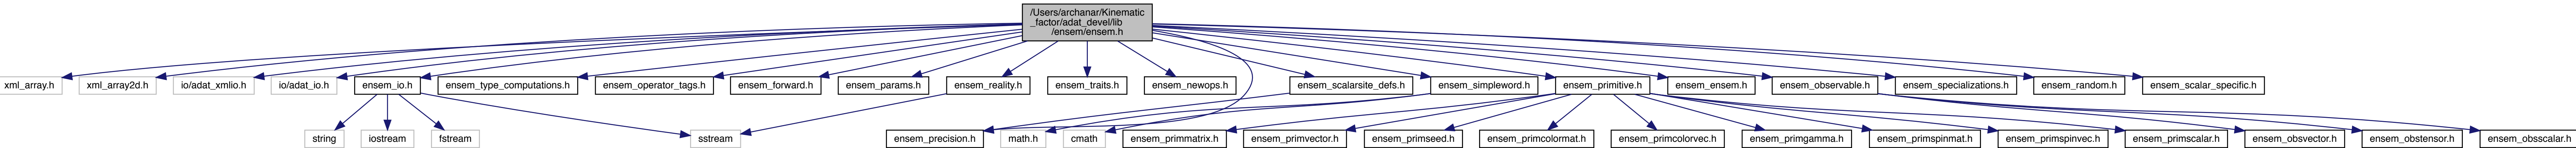 /Users/archanar/Kinematic
_factor/adat_devel/lib
/ensem/ensem.h
xml_array.h
xml_array2d.h
io/adat_xmlio.h
io/adat_io.h
ensem_io.h
ensem_type_computations.h
ensem_operator_tags.h
ensem_forward.h
ensem_params.h
ensem_reality.h
ensem_traits.h
ensem_newops.h
ensem_scalarsite_defs.h
ensem_simpleword.h
ensem_primitive.h
ensem_ensem.h
ensem_observable.h
ensem_specializations.h
ensem_random.h
ensem_scalar_specific.h
string
iostream
fstream
sstream
ensem_precision.h
math.h
cmath
ensem_primmatrix.h
ensem_primvector.h
ensem_primseed.h
ensem_primcolormat.h
ensem_primcolorvec.h
ensem_primgamma.h
ensem_primspinmat.h
ensem_primspinvec.h
ensem_primscalar.h
ensem_obsvector.h
ensem_obstensor.h
ensem_obsscalar.h